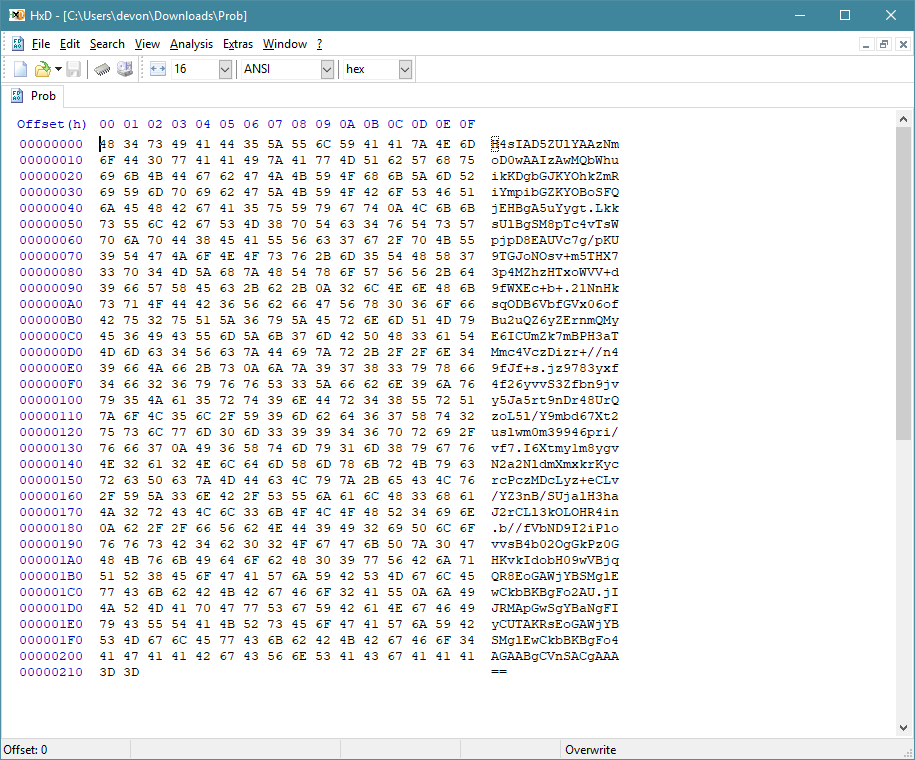 HxD - [C:\Users\devon\Downloads\Prob]
File Edit Search View Analysis Extras Window ?
16 ANSI hex
Prob
Offset(h) 00 01 02 03 04 05 06 07 08 09 0A 0B 0C 0D 0E 0F
00000000 48 34 73 49 41 44 35 5A 55 6C 59 41 41 7A 4E 6D H4sIAD5ZUlYAAzNm
00000010 6F 44 30 77 41 41 49 7A 41 77 4D 51 62 57 68 75 oD0wAAIzAwMQbWhu
00000020 69 6B 4B 44 67 62 47 4A 4B 59 4F 68 6B 5A 6D 52 ikKDgbGJKYOhkZmR
00000030 69 59 6D 70 69 62 47 5A 4B 59 4F 42 6F 53 46 51 iYmpibGZKYOBoSFQ
00000040 6A 45 48 42 67 41 35 75 59 79 67 74 0A 4C 6B 6B jEHBgA5uYygt.Lkk
00000050 73 55 6C 42 67 53 4D 38 70 54 63 34 76 54 73 57 sUlBgSM8pTc4vTsW
00000060 70 6A 70 44 38 45 41 55 56 63 37 67 2F 70 4B 55 pjpD8EAUVc7g/pKU
00000070 39 54 47 4A 6F 4E 4F 73 76 2B 6D 35 54 48 58 37 9TGJoNOsv+m5THX7
00000080 33 70 34 4D 5A 68 7A 48 54 78 6F 57 56 56 2B 64 3p4MZhzHTxoWVV+d
00000090 39 66 57 58 45 63 2B 62 2B 0A 32 6C 4E 6E 48 6B 9fWXEc+b+.2lNnHk
000000A0 73 71 4F 44 42 36 56 62 66 47 56 78 30 36 6F 66 sqODB6VbfGVx06of
000000B0 42 75 32 75 51 5A 36 79 5A 45 72 6E 6D 51 4D 79 Bu2uQZ6yZErnmQMy
000000C0 45 36 49 43 55 6D 5A 6B 37 6D 42 50 48 33 61 54 E6ICUmZk7mBPH3aT
000000D0 4D 6D 63 34 56 63 7A 44 69 7A 72 2B 2F 2F 6E 34 Mmc4VczDizr+//n4
000000E0 39 66 4A 66 2B 73 0A 6A 7A 39 37 38 33 79 78 66 9fJf+s.jz9783yxf
000000F0 34 66 32 36 79 76 76 53 33 5A 66 62 6E 39 6A 76 4f26yvvS3Zfbn9jv
00000100 79 35 4A 61 35 72 74 39 6E 44 72 34 38 55 72 51 y5Ja5rt9nDr48UrQ
00000110 7A 6F 4C 35 6C 2F 59 39 6D 62 64 36 37 58 74 32 zoL5l/Y9mbd67Xt2
00000120 75 73 6C 77 6D 30 6D 33 39 39 34 36 70 72 69 2F uslwm0m39946pri/
00000130 76 66 37 0A 49 36 58 74 6D 79 31 6D 38 79 67 76 vf7.I6Xtmylm8ygv
00000140 4E 32 61 32 4E 6C 64 6D 58 6D 78 6B 72 4B 79 63 N2a2NldmXmxkrKyc
00000150 72 63 50 63 7A 4D 44 63 4C 79 7A 2B 65 43 4C 76 rcPczMDcLyz+eCLv
00000160 2F 59 5A 33 6E 42 2F 53 55 6A 61 6C 48 33 68 61 /YZ3nB/SUjalH3ha
00000170 4A 32 72 43 4C 6C 33 6B 4F 4C 4F 48 52 34 69 6E J2rCLl3kOLOHR4in
00000180 0A 62 2F 2F 66 56 62 4E 44 39 49 32 69 50 6C 6F .b//fVbND9I2iPlo
00000190 76 76 73 42 34 62 30 32 4F 67 47 6B 50 7A 30 47 vvsB4b02OgGkPz0G
000001A0 48 4B 76 6B 49 64 6F 62 48 30 39 77 56 42 6A 71 HKvkIdobH09wVBjq
000001B0 51 52 38 45 6F 47 41 57 6A 59 42 53 4D 67 6C 45 QR8EoGAWjYBSMglE
000001C0 77 43 6B 62 42 4B 42 67 46 6F 32 41 55 0A 6A 49 wCkbBKBgFo2AU.jI
000001D0 4A 52 4D 41 70 47 77 53 67 59 42 61 4E 67 46 49 JRMApGwSgYBaNgFI
000001E0 79 43 55 54 41 4B 52 73 45 6F 47 41 57 6A 59 42 yCUTAKRsEoGAWjYB
000001F0 53 4D 67 6C 45 77 43 6B 62 42 4B 42 67 46 6F 34 SMglEwCkbBKBgFo4
00000200 41 47 41 41 42 67 43 56 6E 53 41 43 67 41 41 41 AGAABgCVnSACgAAA
00000210 3D 3D ==
Offset: 0 Overwrite